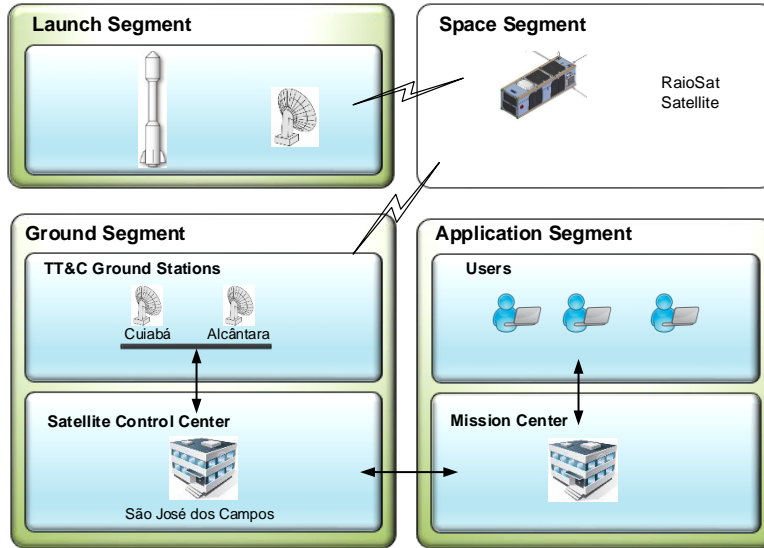 Launch Segment
Space Segment
RaioSat
Satellite
Ground Segment
TT&C Ground Stations
Cuiabá
Alcântara
Satellite Control Center
São José dos Campos
Application Segment
Users
Mission Center